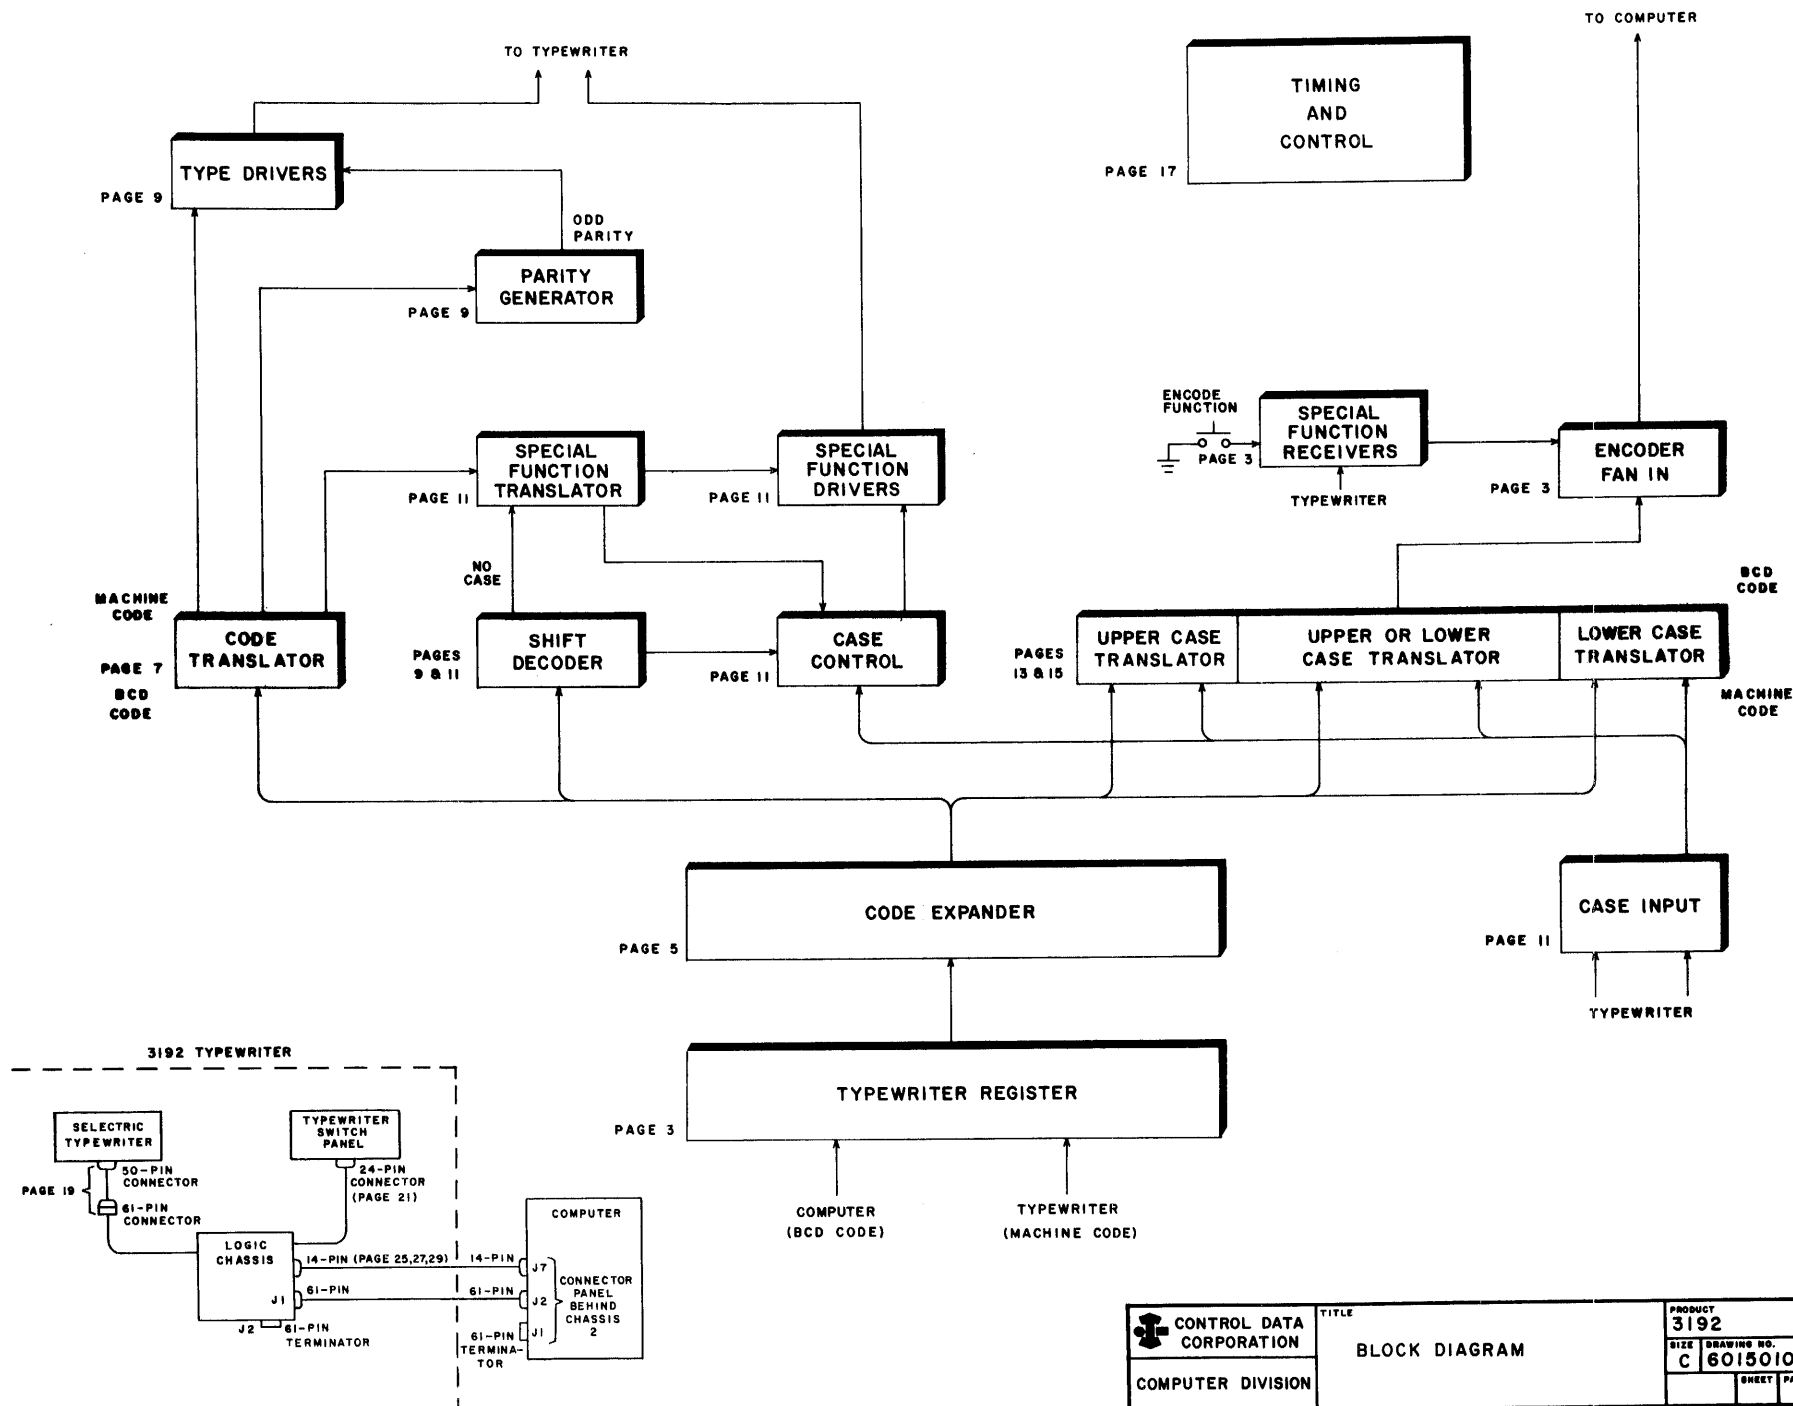 TO COMPUTER
TO TYPEWRITER
TIMING
AND
CONTROL
PAGE 17
TYPE DRIVERS
PAGE 9
ODD
PARITY
PARITY
GENERATOR
PAGE 9
ENCODE
FUNCTION
PAGE 3
SPECIAL
FUNCTION
RECEIVERS
TYPEWRITER
ENCODER
FAN IN
PAGE 3
SPECIAL
FUNCTION
TRANSLATOR
PAGE 11
SPECIAL
FUNCTION
DRIVERS
PAGE 11
NO
CASE
MACHINE
CODE
CODE
TRANSLATOR
PAGE 7
BCD
CODE
SHIFT
DECODER
PAGES
9 & 11
CASE
CONTROL
PAGE 11
BCD
CODE
UPPER CASE
TRANSLATOR
UPPER OR LOWER
CASE TRANSLATOR
LOWER CASE
TRANSLATOR
PAGES
13 & 15
MACHINE
CODE
CODE EXPANDER
PAGE 5
CASE INPUT
PAGE 11
TYPEWRITER
TYPEWRITER REGISTER
PAGE 3
COMPUTER
(BCD CODE)
TYPEWRITER
(MACHINE CODE)
3192 TYPEWRITER
SELECTRIC
TYPEWRITER
TYPEWRITER
SWITCH
PANEL
PAGE 19
50-PIN
CONNECTOR
61-PIN
CONNECTOR
24-PIN
CONNECTOR
(PAGE 21)
LOGIC
CHASSIS
14-PIN (PAGE 25,27,29)
14-PIN
J1
61-PIN
61-PIN
J2
61-PIN
TERMINATOR
61-PIN
TERMINA-
TOR
COMPUTER
J7
J2
J1
CONNECTOR
PANEL
BEHIND
CHASSIS
2
CONTROL DATA
CORPORATION
COMPUTER DIVISION
TITLE
BLOCK DIAGRAM
PRODUCT
3192
SIZE
C
DRAWING NO.
6015010
SHEET